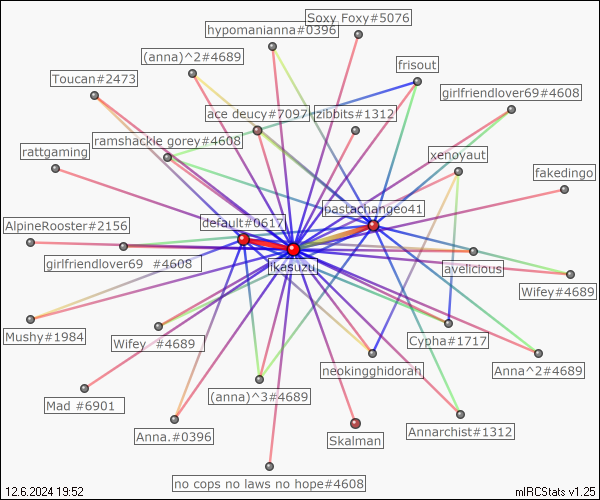 Soxy Foxy#5076
hypomanianna#0396
(anna)^2#4689
frisout
Toucan#2473
girlfriendlover69#4608
ace deucy#7097
zibbits#1312
ramshackle gorey#4608
rattgaming
xenoyaut
fakedingo
pastachangeo41
AlpineRooster#2156
default#0617
girlfriendlover69 #4608
ikasuzu
avelicious
Wifey#4689
Mushy#1984
Wifey #4689
Cypha#1717
neokingghidorah
Anna^2#4689
Mad #6901
(anna)^3#4689
Anna.#0396
Skalman
Annarchist#1312
no cops no laws no hope#4608
12.6.2024 19:52
mIRCStats v1.25